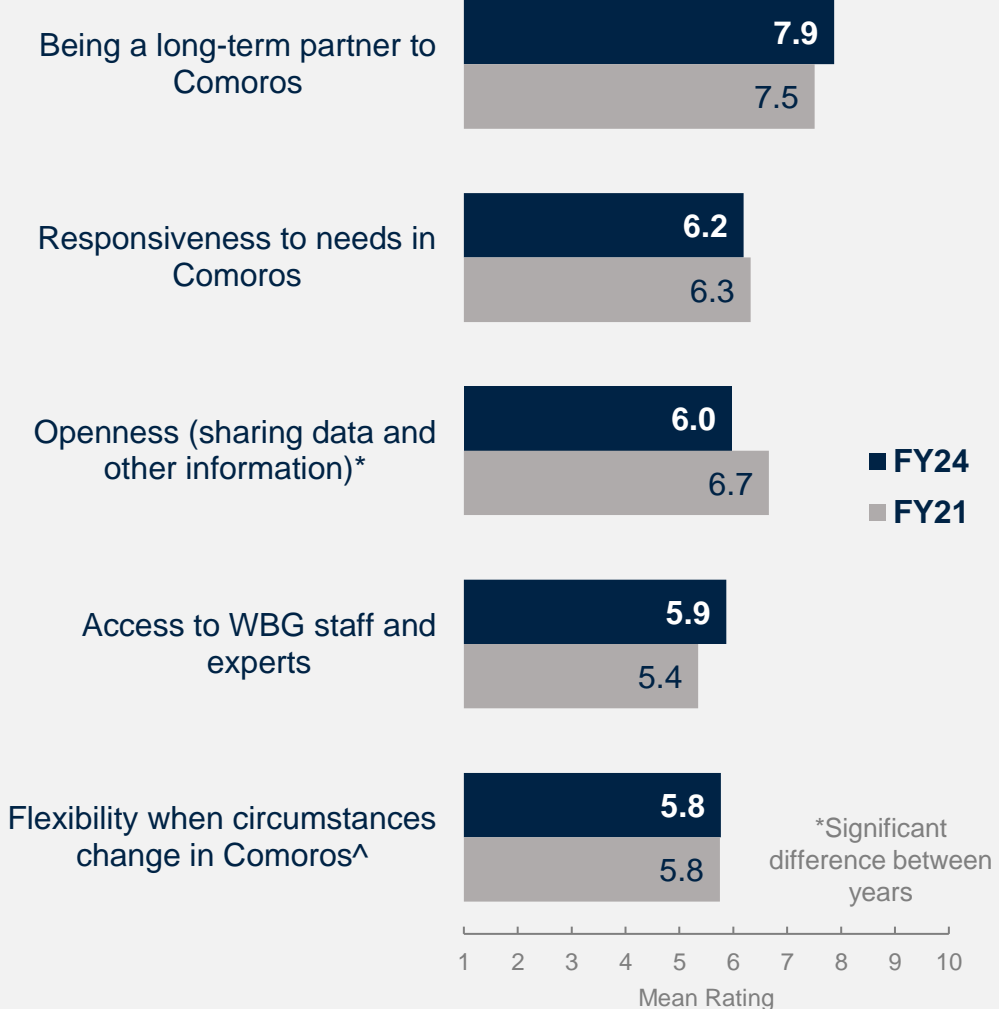 Being a long-term partner to
Comoros
7.9
7.5
Responsiveness to needs in
Comoros
6.2
6.3
Openness (sharing data and
other information)*
6.0
6.7
FY24
FY21
Access to WBG staff and
experts
5.9
5.4
Flexibility when circumstances
change in Comoros^
5.8
5.8
*Significant
difference between
years
1 2 3 4 5 6 7 8 9 10
Mean Rating